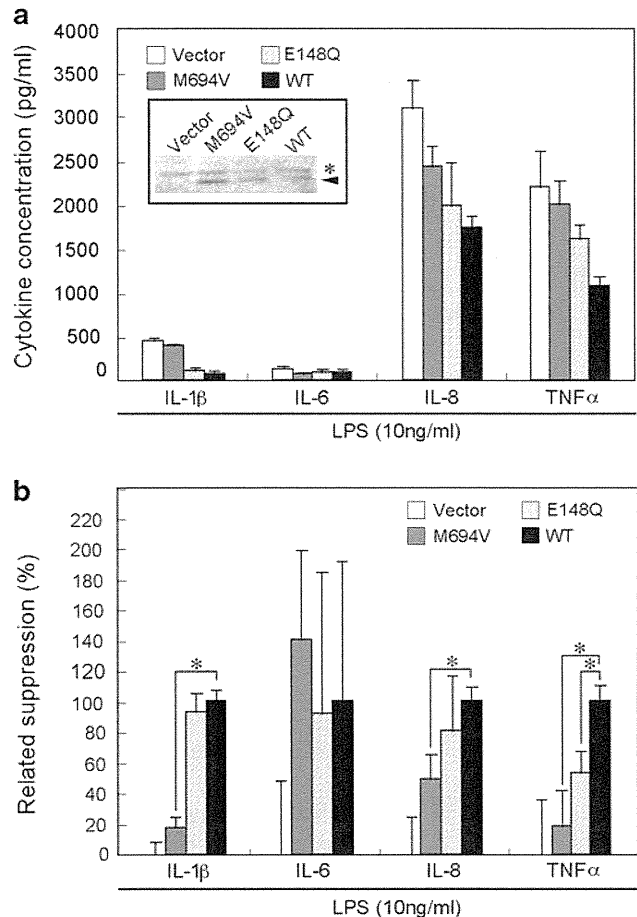 a
Cytokine concentration (pg/ml)
4000
3500
3000
2500
2000
1500
1000
500
0
Vector
E148Q
M694V
WT
Vector
M694V
E148Q
WT
*
IL-1β
IL-6
IL-8
TNFα
LPS (10ng/ml)
b
Related suppression (%)
220
200
180
160
140
120
100
80
60
40
20
0
Vector
E148Q
M694V
WT
*
*
*
*
IL-1β
IL-6
IL-8
TNFα
LPS (10ng/ml)